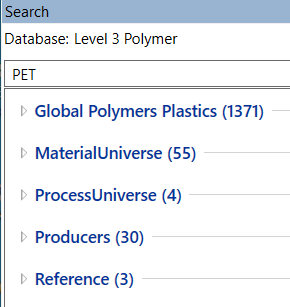 Search
Database: Level 3 Polymer
PET
Global Polymers Plastics (1371)
MaterialUniverse (55)
ProcessUniverse (4)
Producers (30)
Reference (3)